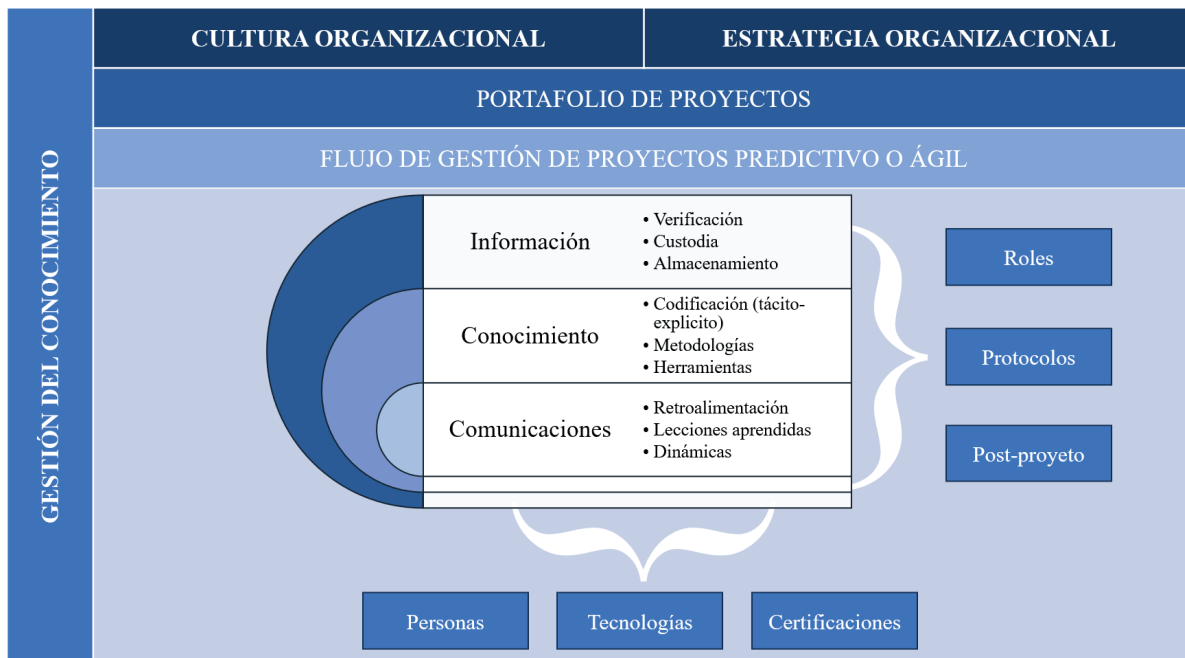 CULTURA ORGANIZACIONAL
ESTRATEGIA ORGANIZACIONAL
PORTAFOLIO DE PROYECTOS
FLUJO DE GESTIÓN DE PROYECTOS PREDICTIVO O ÁGIL
GESTIÓN DEL CONOCIMIENTO
Información
• Verificación
• Custodia
• Almacenamiento
Conocimiento
• Codificación (tácito-
explicito)
• Metodologías
• Herramientas
Comunicaciones
• Retroalimentación
• Lecciones aprendidas
• Dinámicas
Roles
Protocolos
Post-proyeto
Personas
Tecnologías
Certificaciones